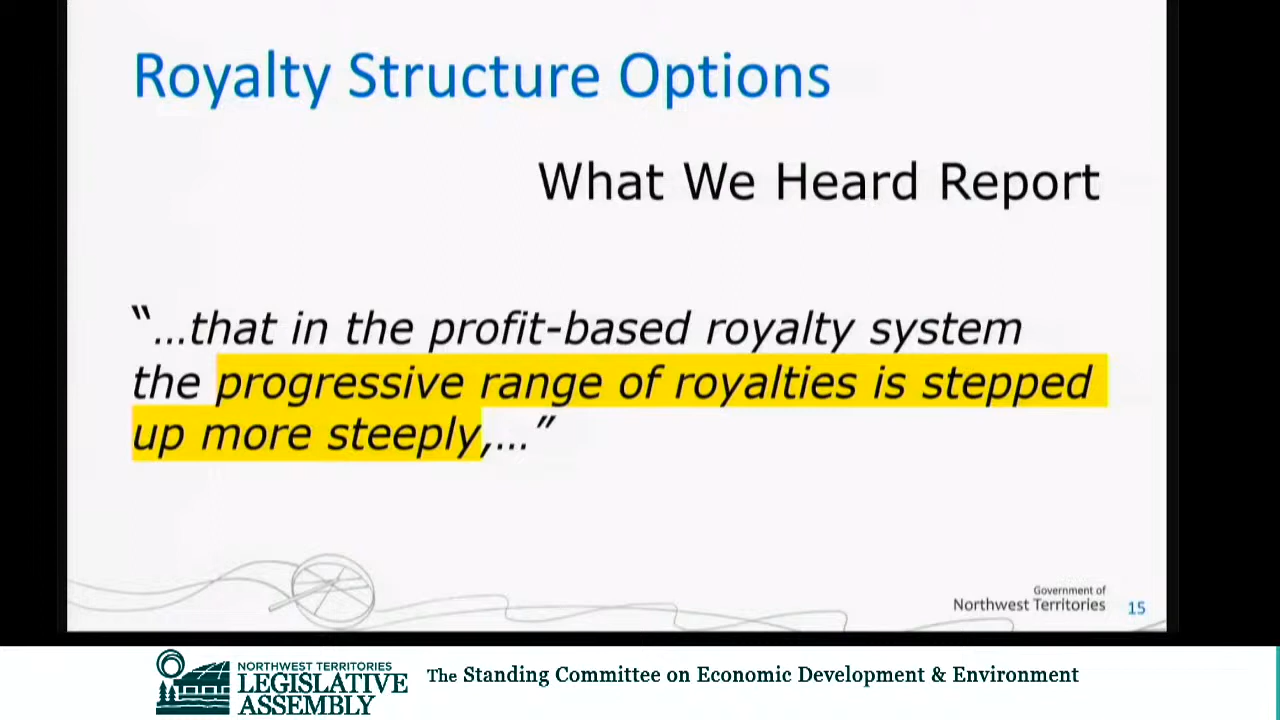 Royalty Structure Options
What We Heard Report
“…that in the profit-based royalty system
the progressive range of royalties is stepped
up more steeply,…”
Government of
Northwest Territories
15
NORTHWEST TERRITORIES
LEGISLATIVE
ASSEMBLY
The Standing Committee on Economic Development & Environment